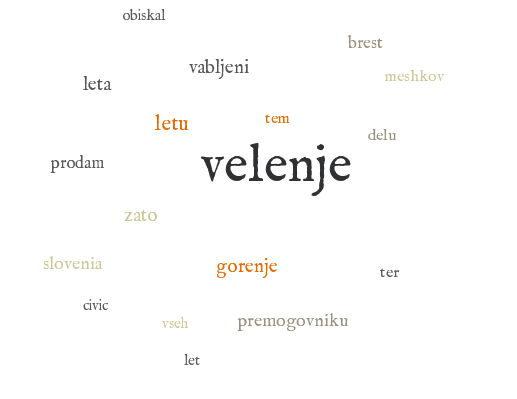 obiskal
brest
vabljeni
meshkov
leta
letu
tem
delu
prodam
velenje
zato
slovenia
gorenje
ter
civic
vseh
premogovniku
let